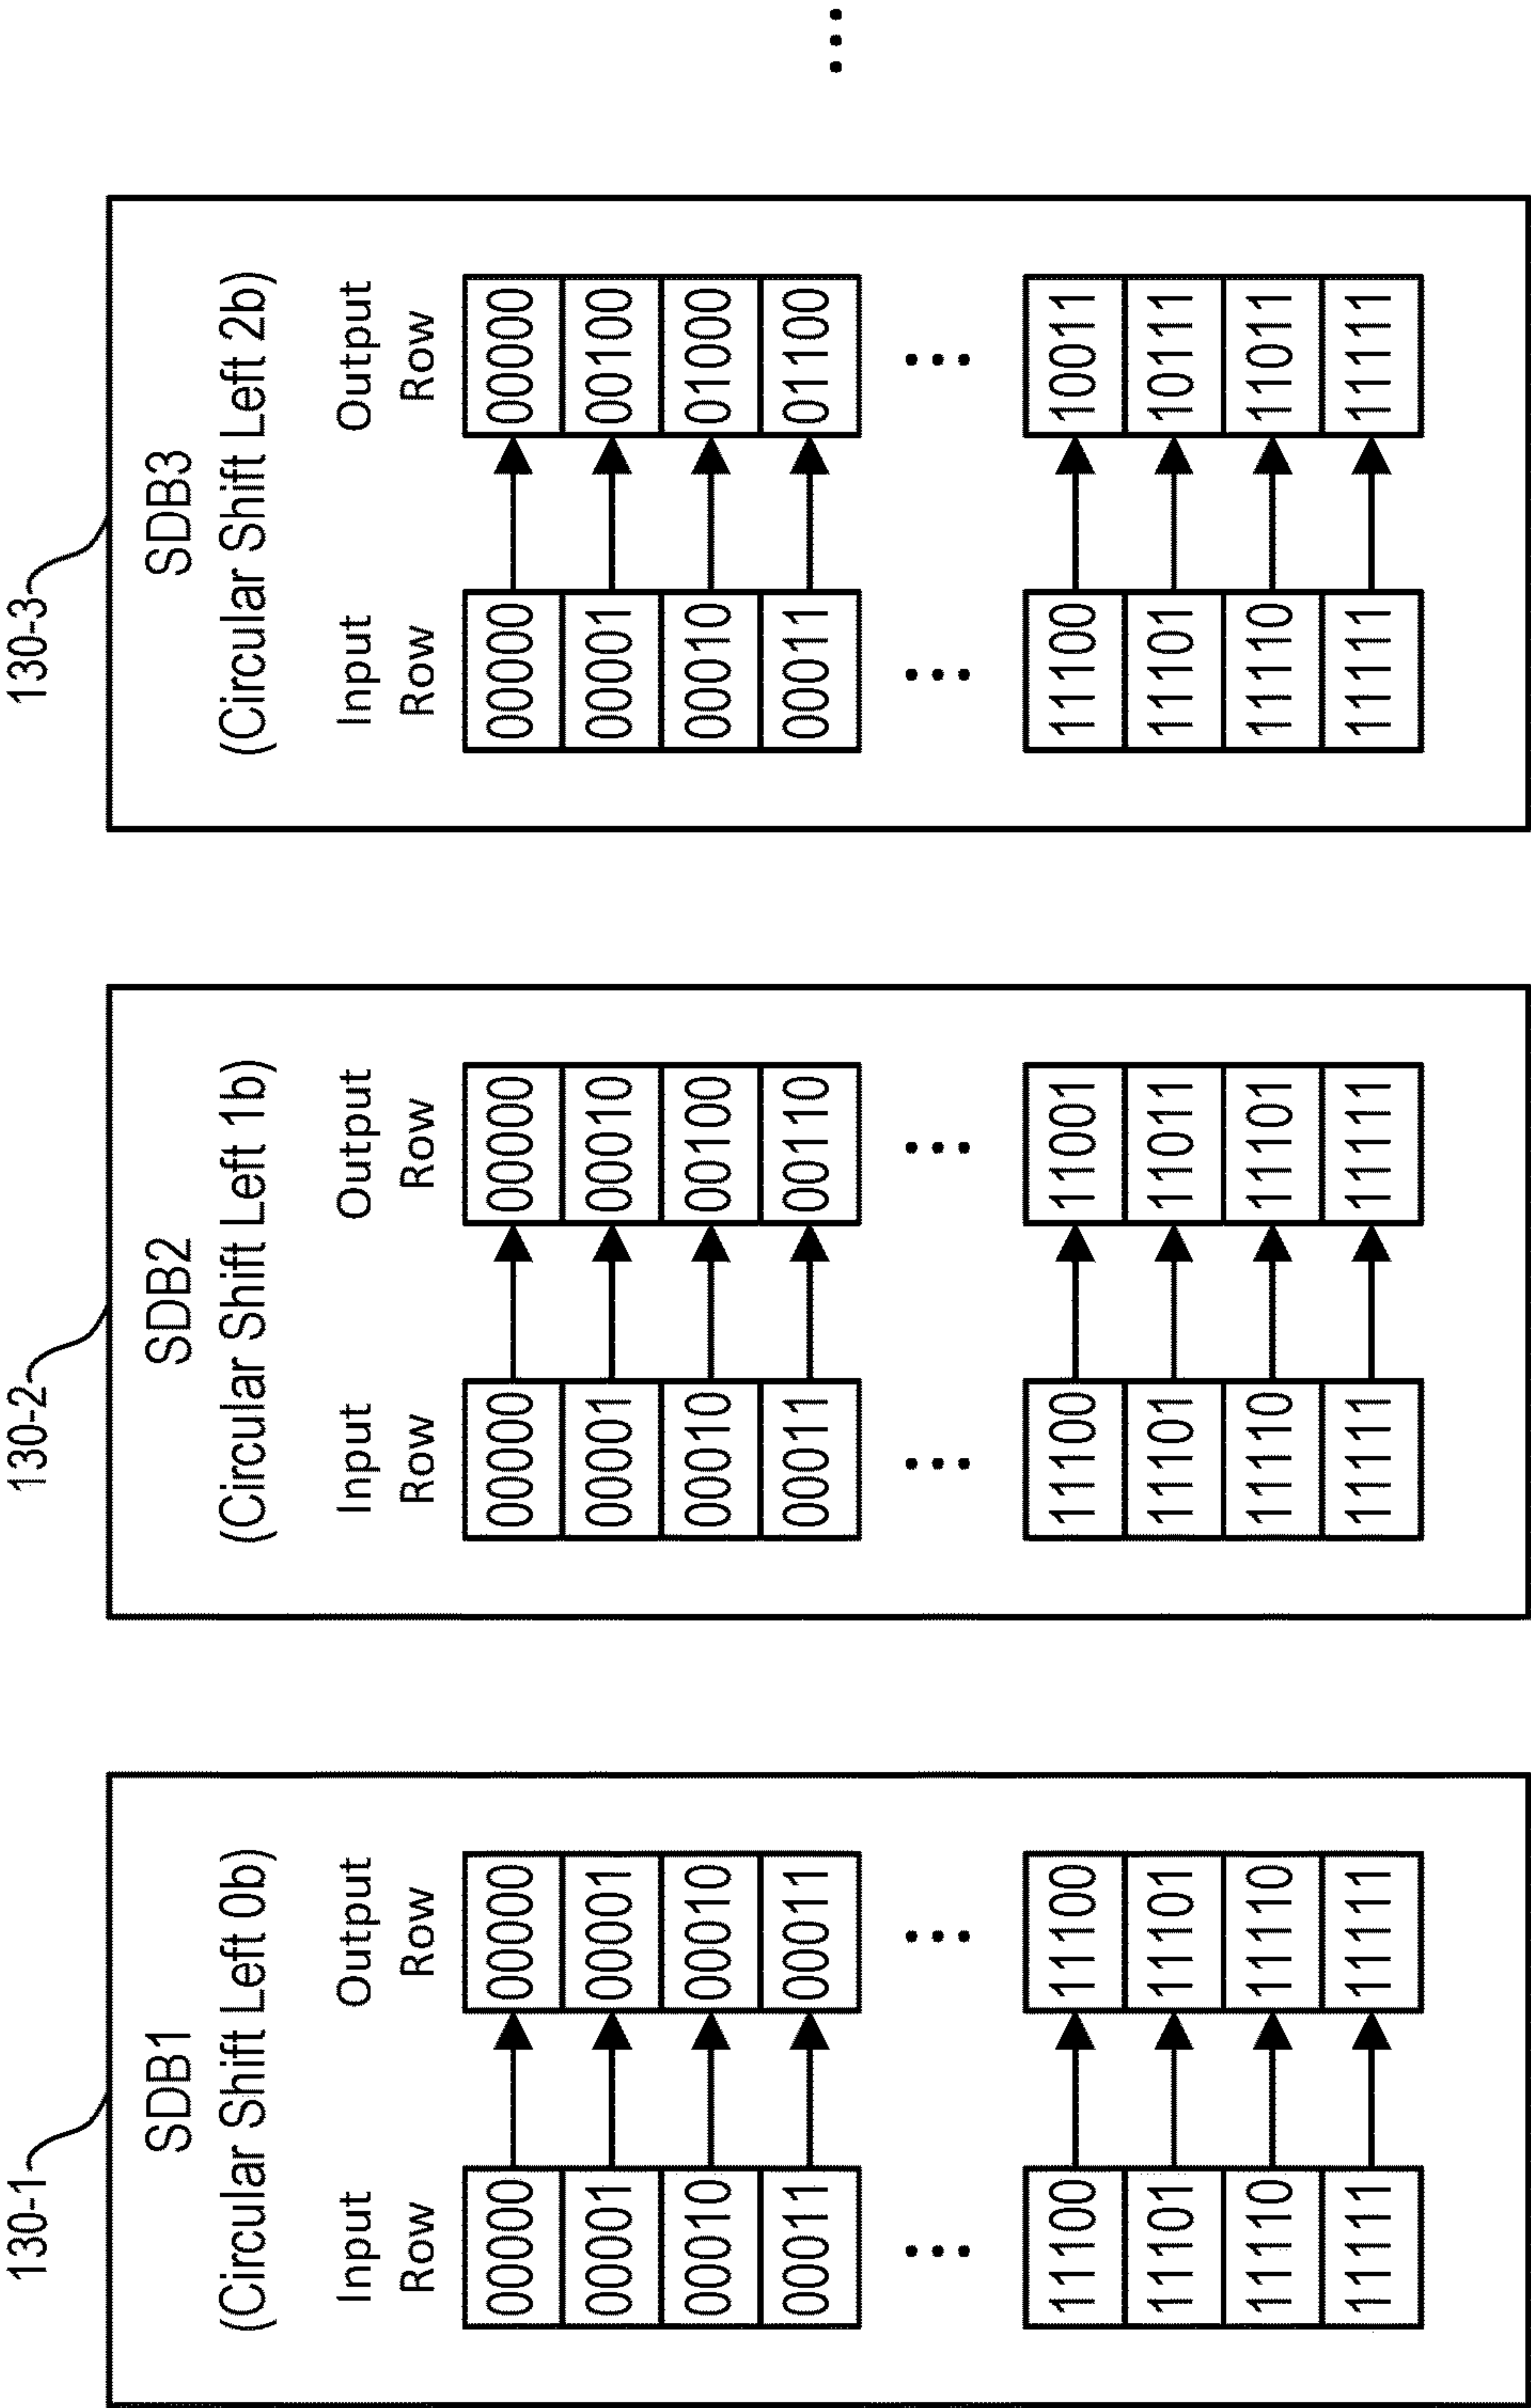 130-1
SDB1
(Circular Shift Left 0b)
Input Row
Output Row
00000 00000
00001 00001
00010 00010
00011 00011
... ...
11100 11100
11101 11101
11110 11110
11111 11111
130-2
SDB2
(Circular Shift Left 1b)
Input Row
Output Row
00000 00000
00001 00010
00010 00100
00011 00110
... ...
11100 11001
11101 11011
11110 11101
11111 11111
130-3
SDB3
(Circular Shift Left 2b)
Input Row
Output Row
00000 00000
00001 00100
00010 01000
00011 01100
... ...
11100 10011
11101 10111
11110 11011
11111 11111
...